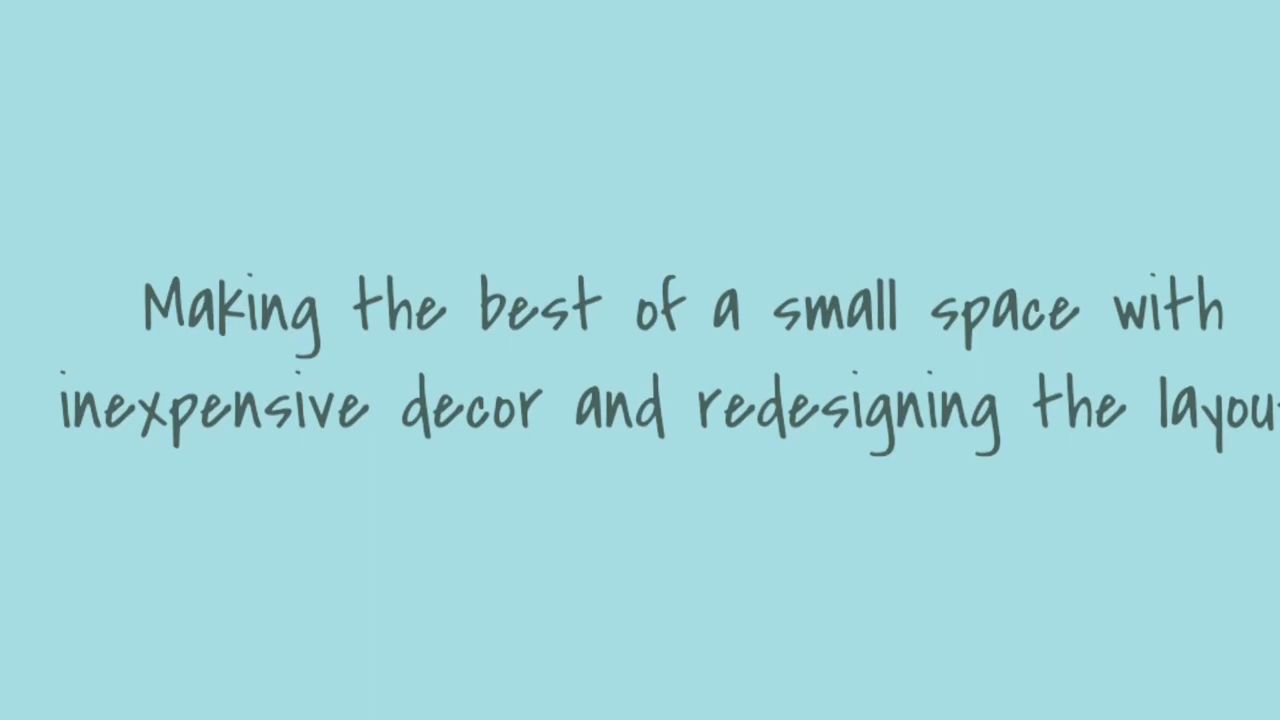 Making the best of a small space with
inexpensive decor and redesigning the layou